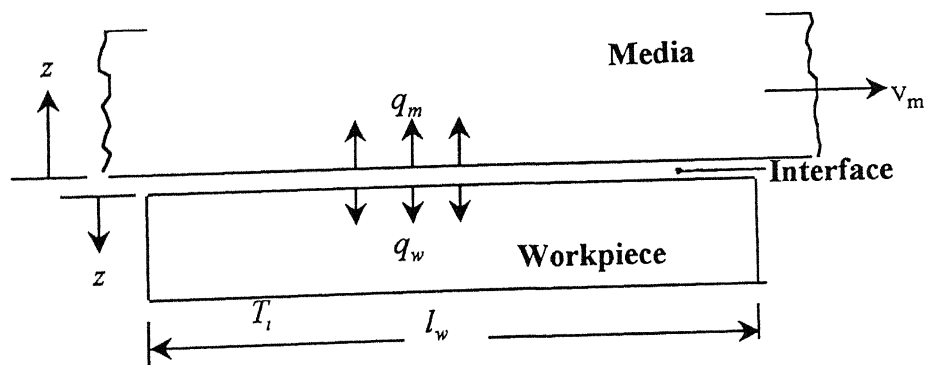 Media
z
V_m
q_m
Interface
q_w
Workpiece
z
T_i
l_w